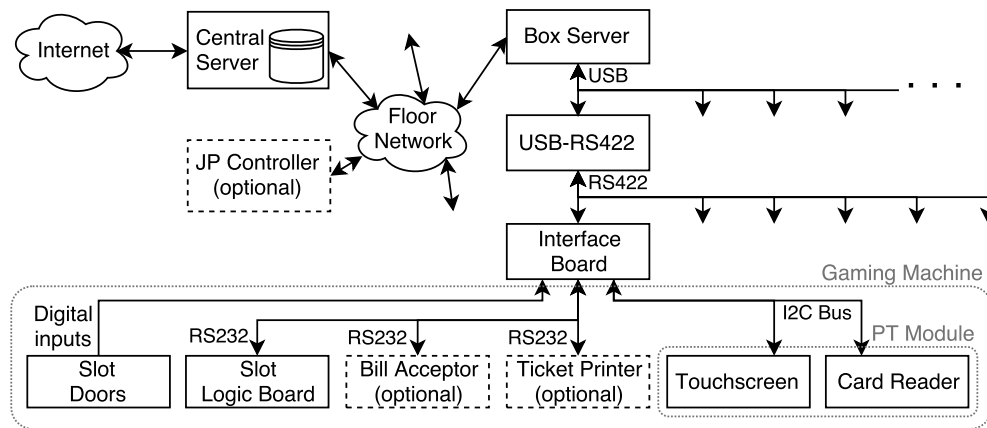 Internet
Central
Server
Box Server
USB
. . .
Floor
Network
USB-RS422
JP Controller
(optional)
RS422
Interface
Board
Gaming Machine
Digital
inputs
RS232
RS232
RS232
I2C Bus
PT Module
Slot
Doors
Slot
Logic Board
Bill Acceptor
(optional)
Ticket Printer
(optional)
Touchscreen
Card Reader